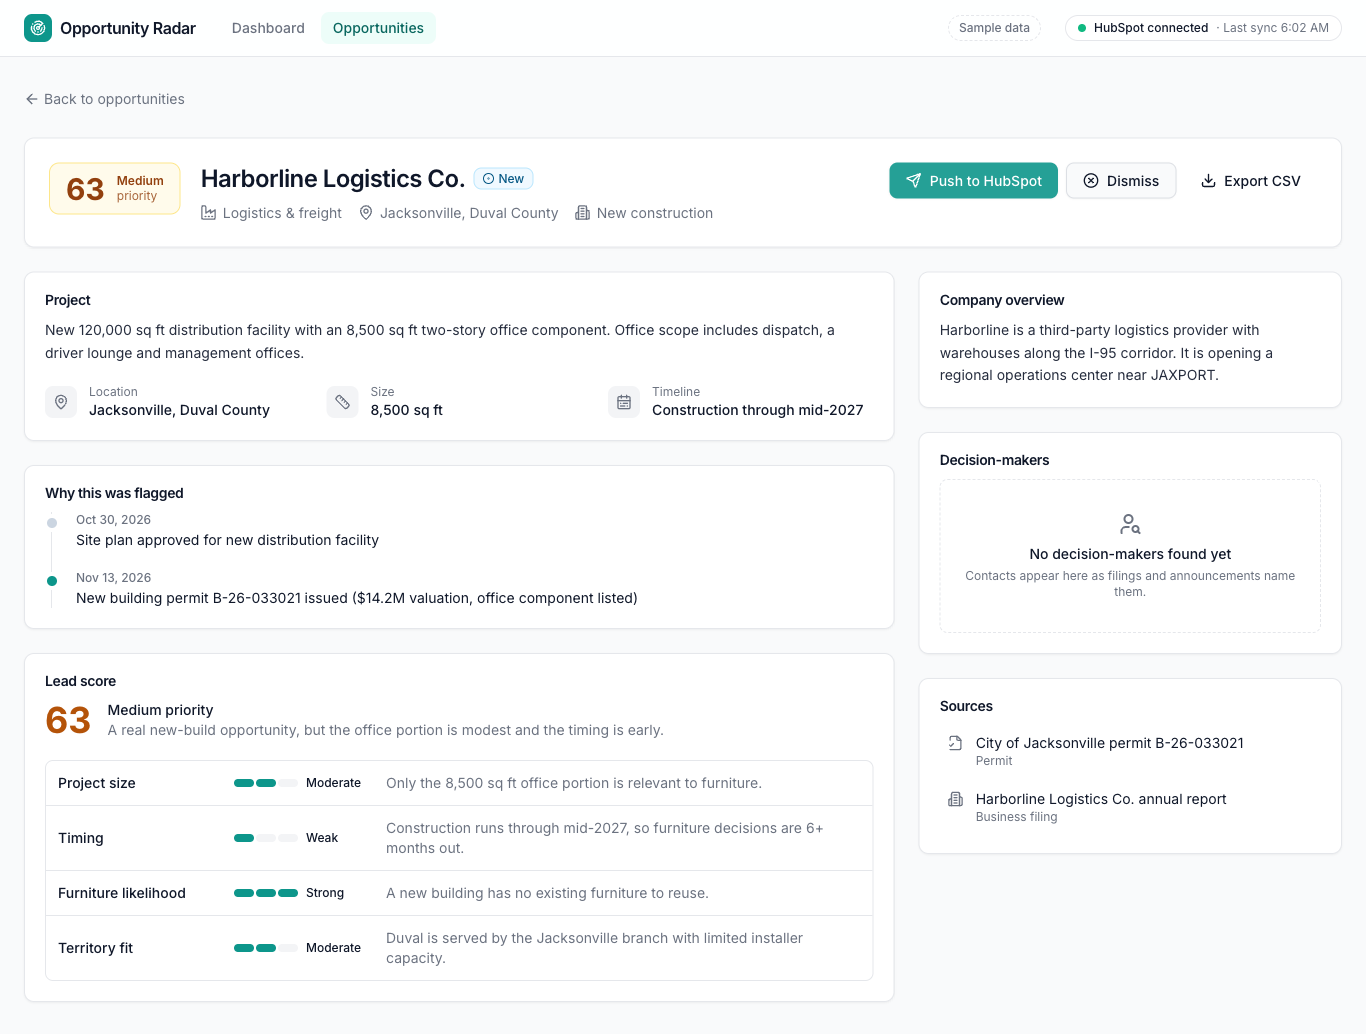 Opportunity Radar
Dashboard
Opportunities
Sample data
HubSpot connected · Last sync 6:02 AM
Back to opportunities
63
Medium
priority
Harborline Logistics Co.
New
Logistics & freight
Jacksonville, Duval County
New construction
Push to HubSpot
Dismiss
Export CSV
Project
New 120,000 sq ft distribution facility with an 8,500 sq ft two-story office component. Office scope includes dispatch, a
driver lounge and management offices.
Location
Jacksonville, Duval County
Size
8,500 sq ft
Timeline
Construction through mid-2027
Why this was flagged
Oct 30, 2026
Site plan approved for new distribution facility
Nov 13, 2026
New building permit B-26-033021 issued ($14.2M valuation, office component listed)
Lead score
63
Medium priority
A real new-build opportunity, but the office portion is modest and the timing is early.
Project size
Moderate
Only the 8,500 sq ft office portion is relevant to furniture.
Timing
Weak
Construction runs through mid-2027, so furniture decisions are 6+
months out.
Furniture likelihood
Strong
A new building has no existing furniture to reuse.
Territory fit
Moderate
Duval is served by the Jacksonville branch with limited installer
capacity.
Company overview
Harborline is a third-party logistics provider with
warehouses along the I-95 corridor. It is opening a
regional operations center near JAXPORT.
Decision-makers
No decision-makers found yet
Contacts appear here as filings and announcements name
them.
Sources
City of Jacksonville permit B-26-033021
Permit
Harborline Logistics Co. annual report
Business filing